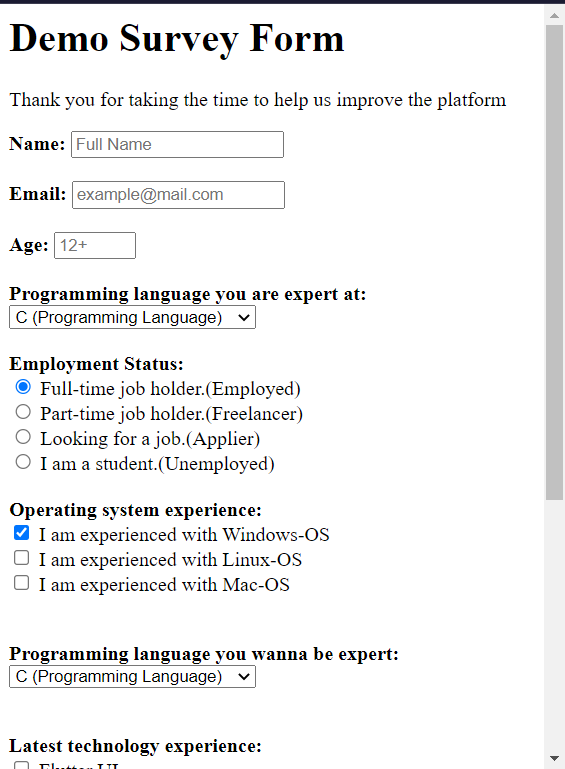 Demo Survey Form
Thank you for taking the time to help us improve the platform
Name: Full Name
Email: example@mail.com
Age: 12+
Programming language you are expert at:
C (Programming Language)
Employment Status:
Full-time job holder.(Employed)
Part-time job holder.(Freelancer)
Looking for a job.(Applier)
I am a student.(Unemployed)
Operating system experience:
I am experienced with Windows-OS
I am experienced with Linux-OS
I am experienced with Mac-OS
Programming language you wanna be expert:
C (Programming Language)
Latest technology experience:
Flutter UI